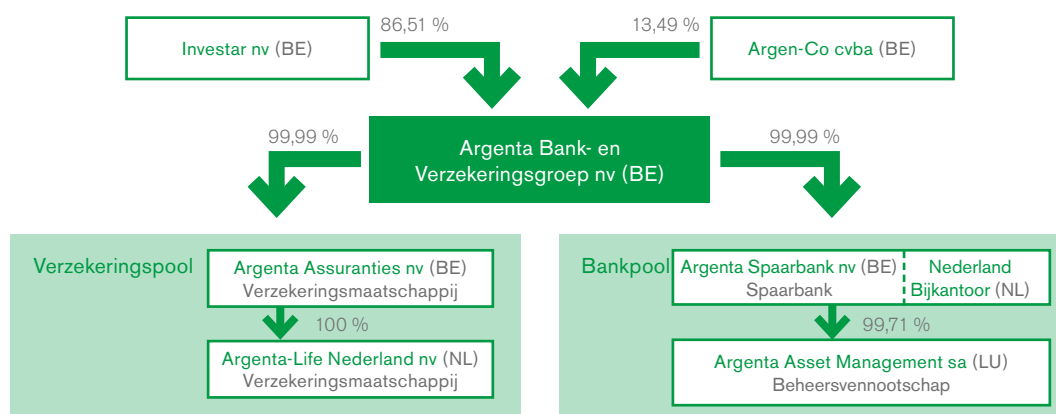 86,51 %
13,49 %
Investar nv (BE)
Argen-Co cvba (BE)
99,99 %
99,99 %
Argenta Bank- en
Verzekeringsgroep nv (BE)
Verzekeringspool
Argenta Assuranties nv (BE)
Verzekeringsmaatschappij
100 %
Argenta-Life Nederland nv (NL)
Verzekeringsmaatschappij
Bankpool
Argenta Spaarbank nv (BE)
Spaarbank
Nederland
Bijkantoor (NL)
99,71 %
Argenta Asset Management sa (LU)
Beheersvennootschap